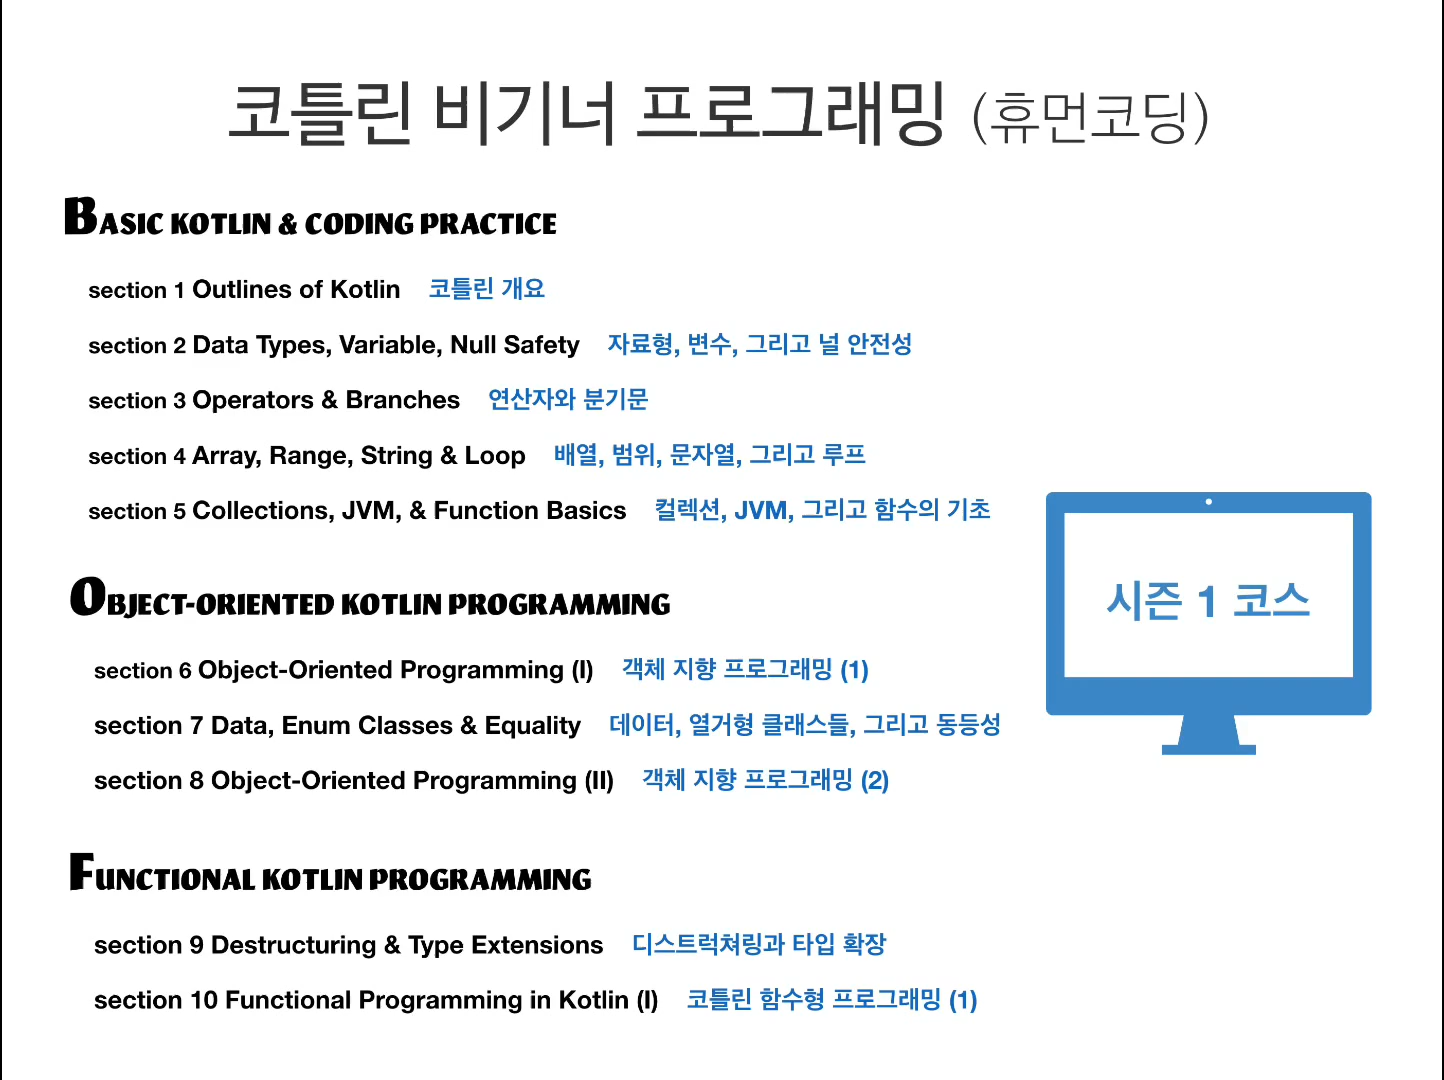 코틀린 비기너 프로그래밍 (휴먼코딩)
BASIC KOTLIN & CODING PRACTICE
section 1 Outlines of Kotlin 코틀린 개요
section 2 Data Types, Variable, Null Safety 자료형, 변수, 그리고 널 안전성
section 3 Operators & Branches 연산자와 분기문
section 4 Array, Range, String & Loop 배열, 범위, 문자열, 그리고 루프
section 5 Collections, JVM, & Function Basics 컬렉션, JVM, 그리고 함수의 기초
OBJECT-ORIENTED KOTLIN PROGRAMMING
시즌 1 코스
section 6 Object-Oriented Programming (I) 객체 지향 프로그래밍 (1)
section 7 Data, Enum Classes & Equality 데이터, 열거형 클래스들, 그리고 동등성
section 8 Object-Oriented Programming (II) 객체 지향 프로그래밍 (2)
FUNCTIONAL KOTLIN PROGRAMMING
section 9 Destructuring & Type Extensions 디스트럭쳐링과 타입 확장
section 10 Functional Programming in Kotlin (I) 코틀린 함수형 프로그래밍 (1)